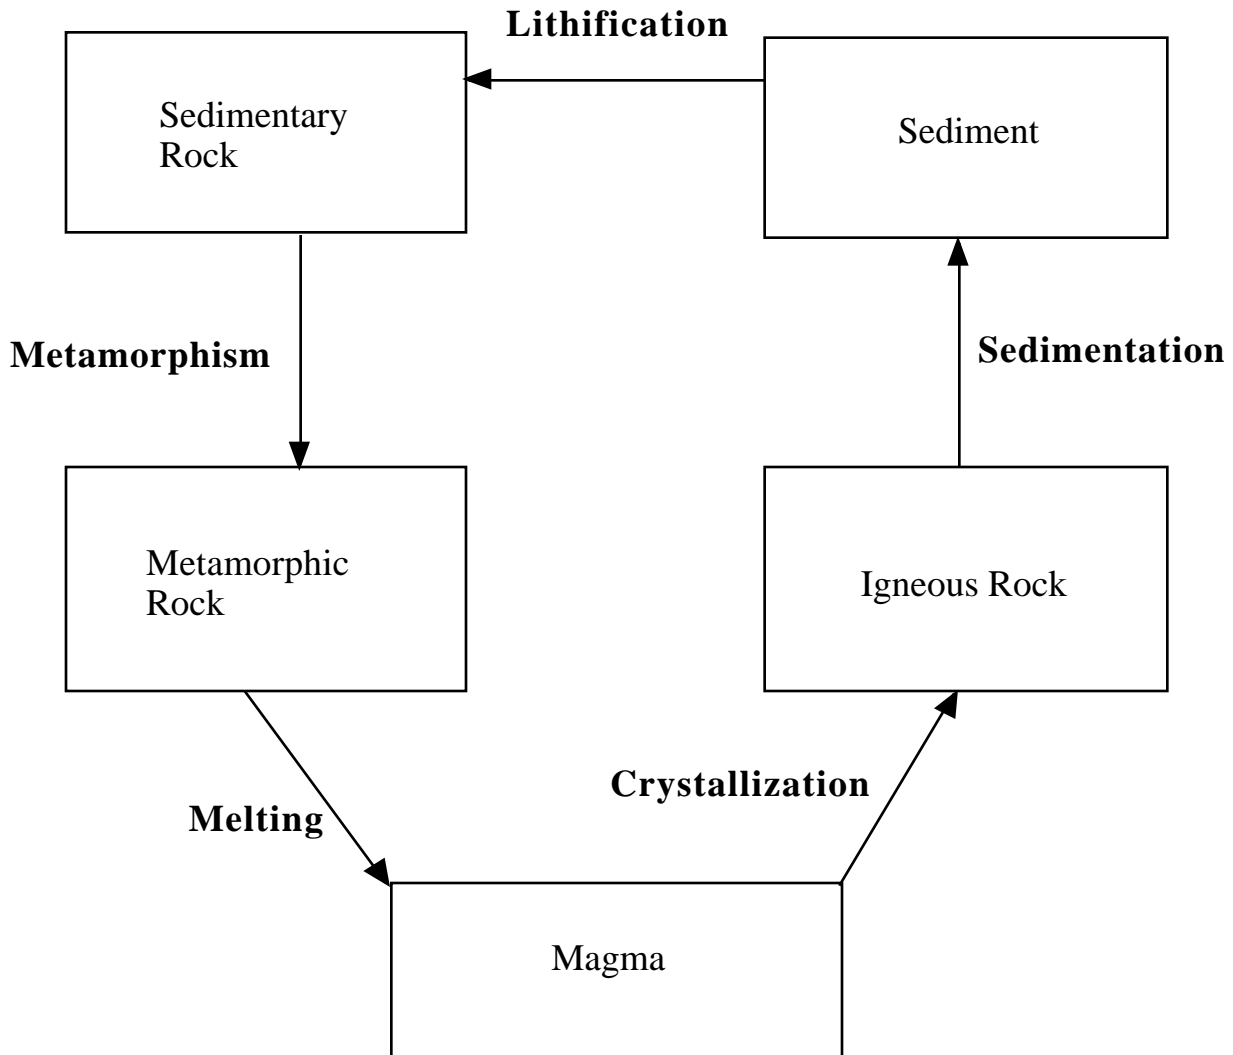 Lithification
Sedimentary
Rock
Sediment
Metamorphism
Sedimentation
Metamorphic
Rock
Igneous Rock
Melting
Crystallization
Magma